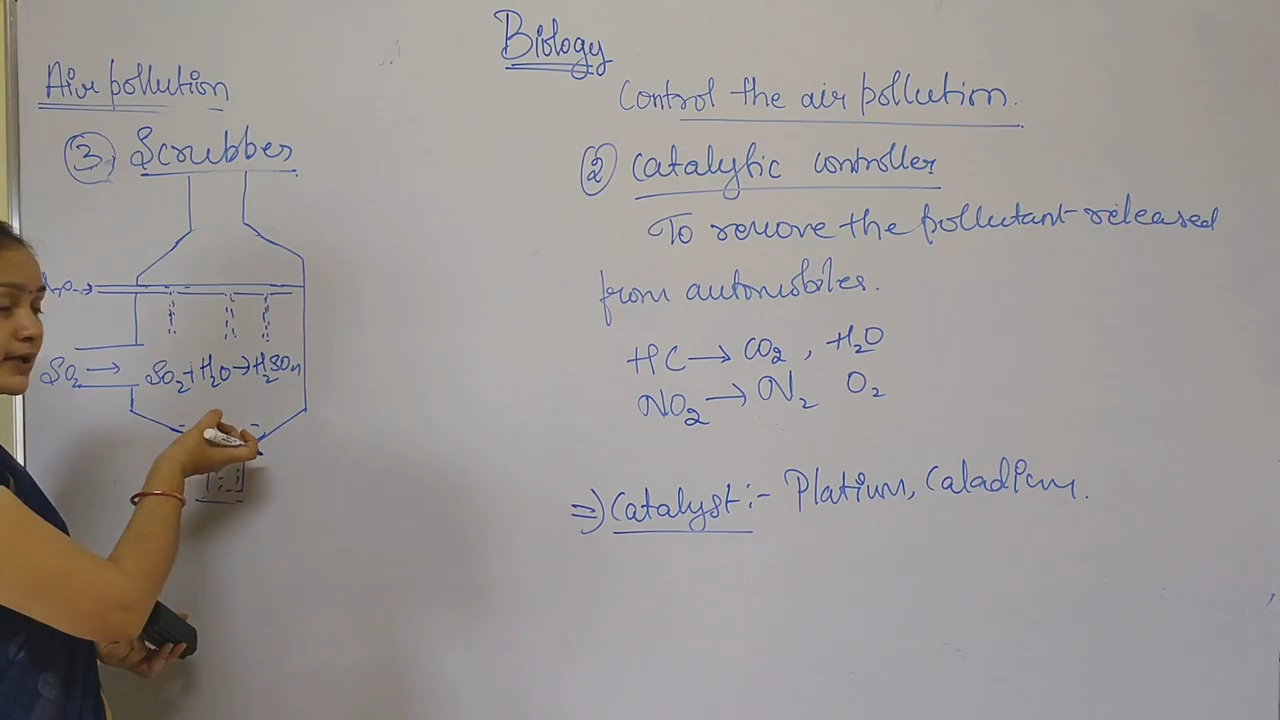 Biology
Air pollution
③ Scrubber
H2O →
SO2 → SO2 + H2O → H2SO4
Control the air pollution.
② Catalytic controller
To remove the pollutant released
from automobiles.
HC → CO2 , H2O
NO2 → N2 O2
⇒ Catalyst :- Platium, Caladium.